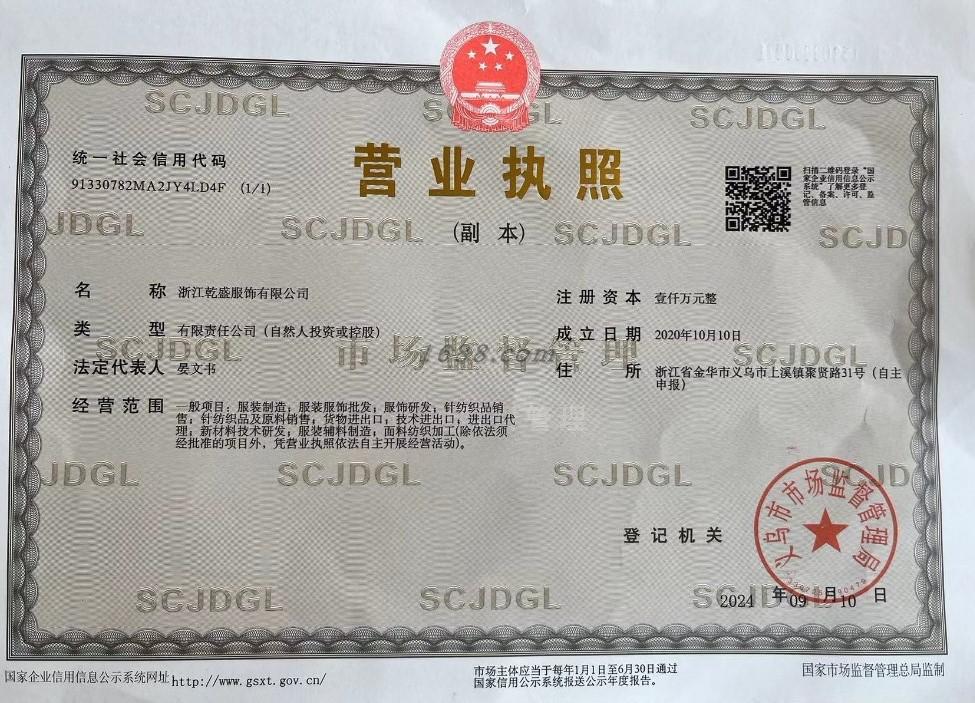 统一社会信用代码
91330782MA2JY4LD4F (1/1)
营业执照
(副 本)
扫描二维码登录“国
家企业信用信息公示
系统”了解更多登
记、备案、许可、监
管信息
名 称 浙江乾盛服饰有限公司
类 型 有限责任公司（自然人投资或控股）
法定代表人 晏文书
经营范围 一般项目：服装制造；服装服饰批发；服饰研发；针纺织品销
售；针纺织品及原料销售；货物进出口；技术进出口；进出口代
理；新材料技术研发；服装辅料制造；面料纺织加工(除依法须
经批准的项目外，凭营业执照依法自主开展经营活动)。
注册资本 壹仟万元整
成立日期 2020年10月10日
住 所 浙江省金华市义乌市上溪镇聚贤路31号（自主
申报）
SCJDGL
SCJDGL
SCJDGL
SCJDGL
SCJDGL
SCJDGL
SCJDGL
市场监督管理
1688.com
SCJDGL
SCJDGL
SCJDGL
SCJDGL
SCJDGL
登记机关
义乌市市场监督管理局
2024 年 09 月 10 日
国家企业信用信息公示系统网址 http://www.gsxt.gov.cn/
市场主体应当于每年1月1日至6月30日通过
国家信用公示系统报送公示年度报告。
国家市场监督管理总局监制